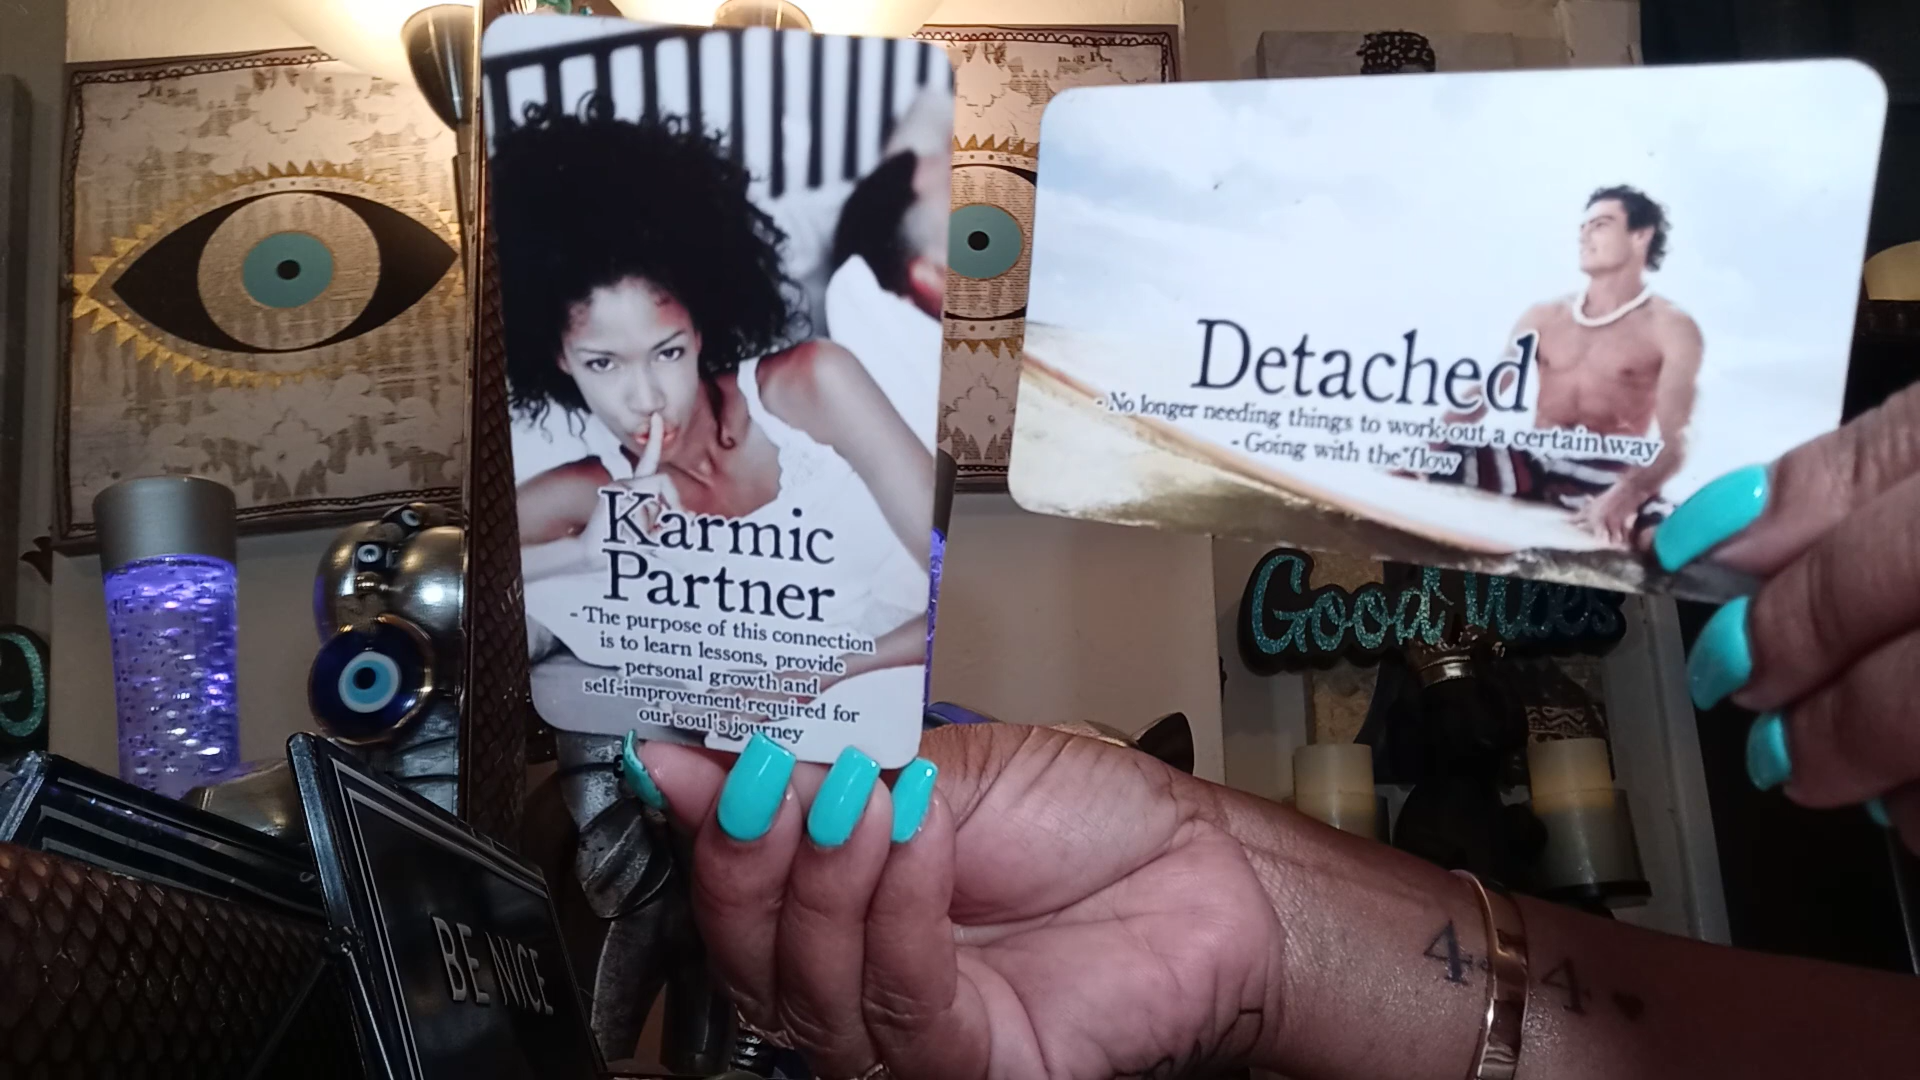 Karmic
Partner
- The purpose of this connection
is to learn lessons, provide
personal growth and
self-improvement required for
our soul's journey
Detached
- No longer needing things to work out a certain way
- Going with the flow
Good Vibes
BE NICE
4 4